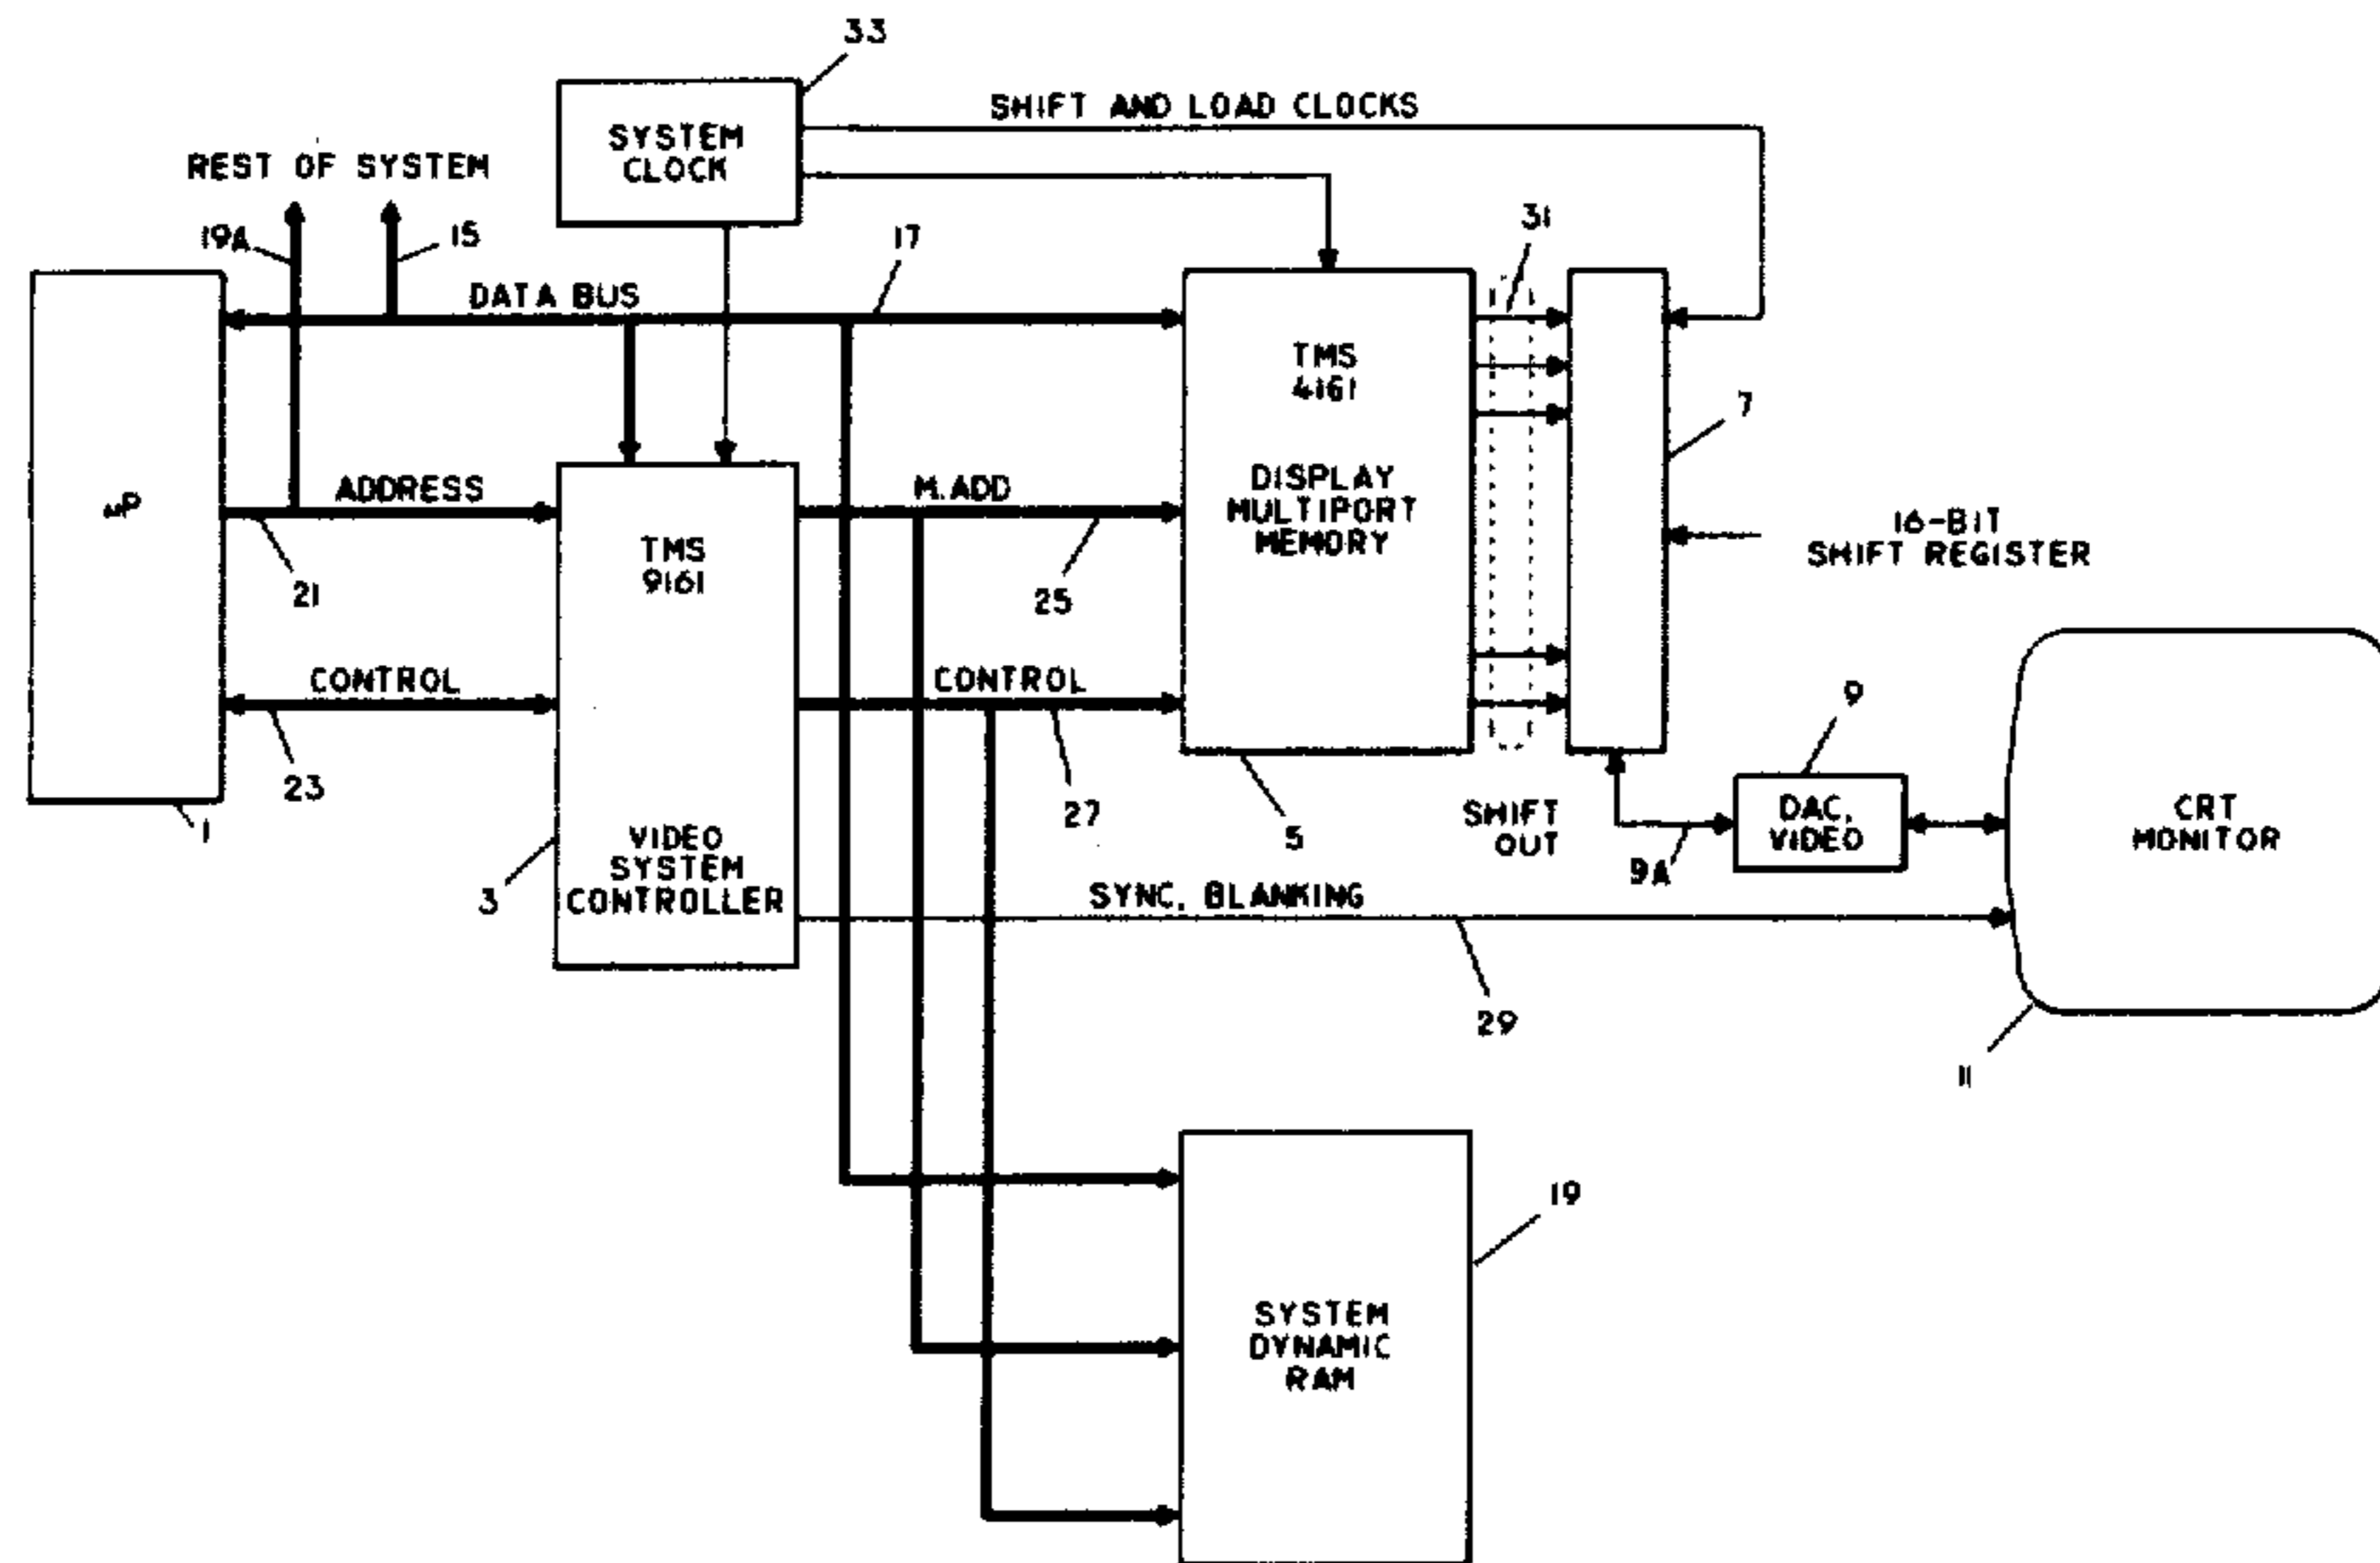 33
SHIFT AND LOAD CLOCKS
SYSTEM
CLOCK
REST OF SYSTEM
19A
15
17
31
DATA BUS
TMS
4161
7
μP
ADDRESS
M. ADD
DISPLAY
MULTIPORT
MEMORY
16-BIT
SHIFT REGISTER
TMS
9161
21
25
CONTROL
CONTROL
9
23
27
1
5
SHIFT
OUT
DAC,
VIDEO
CRT
MONITOR
VIDEO
SYSTEM
CONTROLLER
3
9A
SYNC, BLANKING
29
11
19
SYSTEM
DYNAMIC
RAM